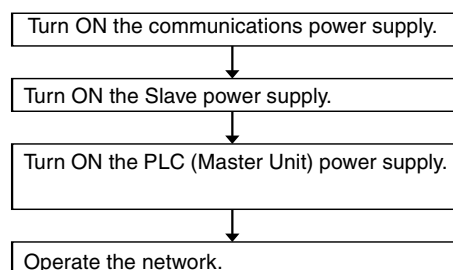 Turn ON the communications power supply.
Turn ON the Slave power supply.
Turn ON the PLC (Master Unit) power supply.
Operate the network.